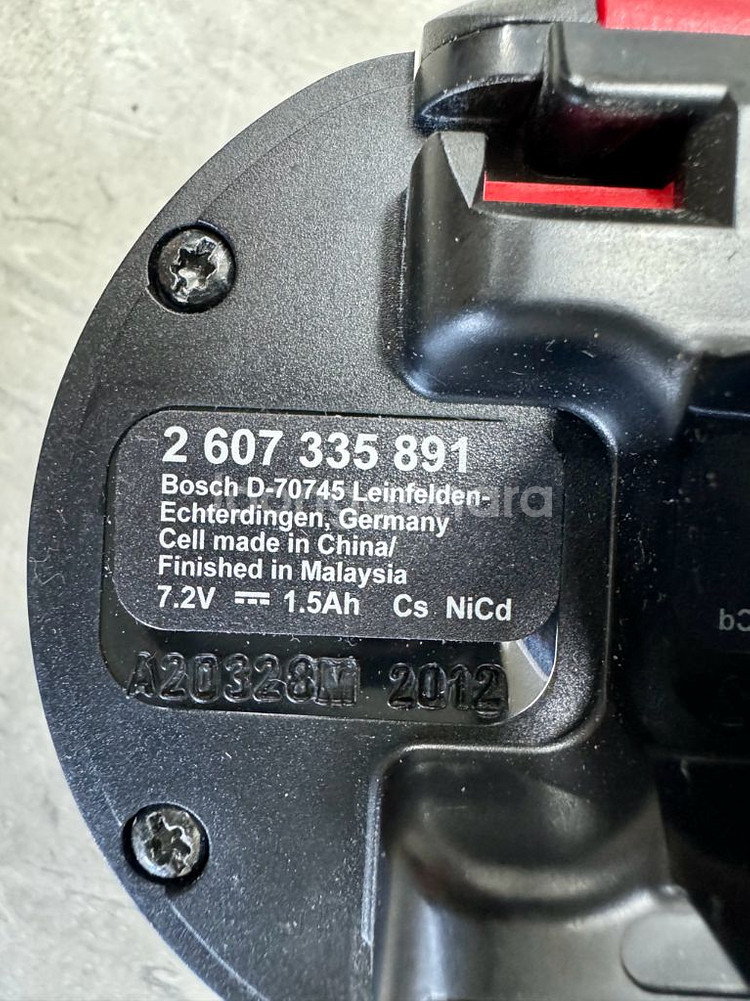 2 607 335 891
Bosch D-70745 Leinfelden-
Echterdingen, Germany
Cell made in China/
Finished in Malaysia
7.2V ⎓ 1.5Ah Cs NiCd
A20328M 2012